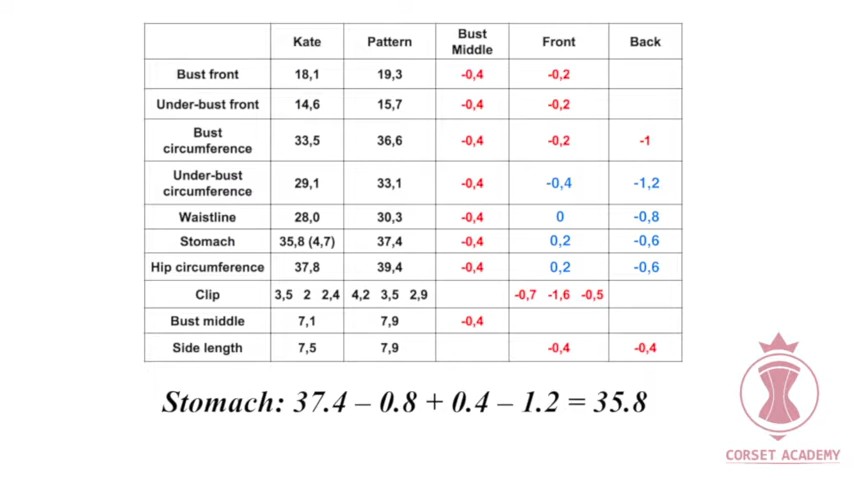 Kate Pattern Bust Middle Front Back
Bust front 18,1 19,3 -0,4 -0,2
Under-bust front 14,6 15,7 -0,4 -0,2
Bust circumference 33,5 36,6 -0,4 -0,2 -1
Under-bust circumference 29,1 33,1 -0,4 -0,4 -1,2
Waistline 28,0 30,3 -0,4 0 -0,8
Stomach 35,8 (4,7) 37,4 -0,4 0,2 -0,6
Hip circumference 37,8 39,4 -0,4 0,2 -0,6
Clip 3,5 2 2,4 4,2 3,5 2,9 -0,7 -1,6 -0,5
Bust middle 7,1 7,9 -0,4
Side length 7,5 7,9 -0,4 -0,4
Stomach: 37.4 – 0.8 + 0.4 – 1.2 = 35.8
CORSET ACADEMY